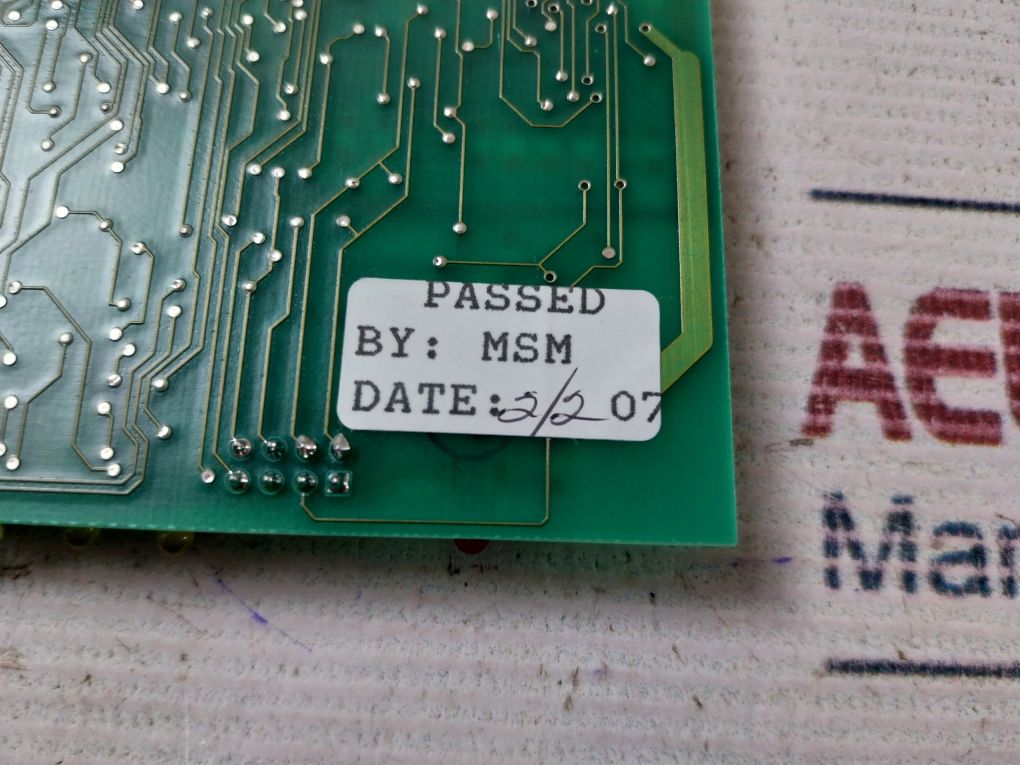 PASSED
BY: MSM
DATE: 2/2 07